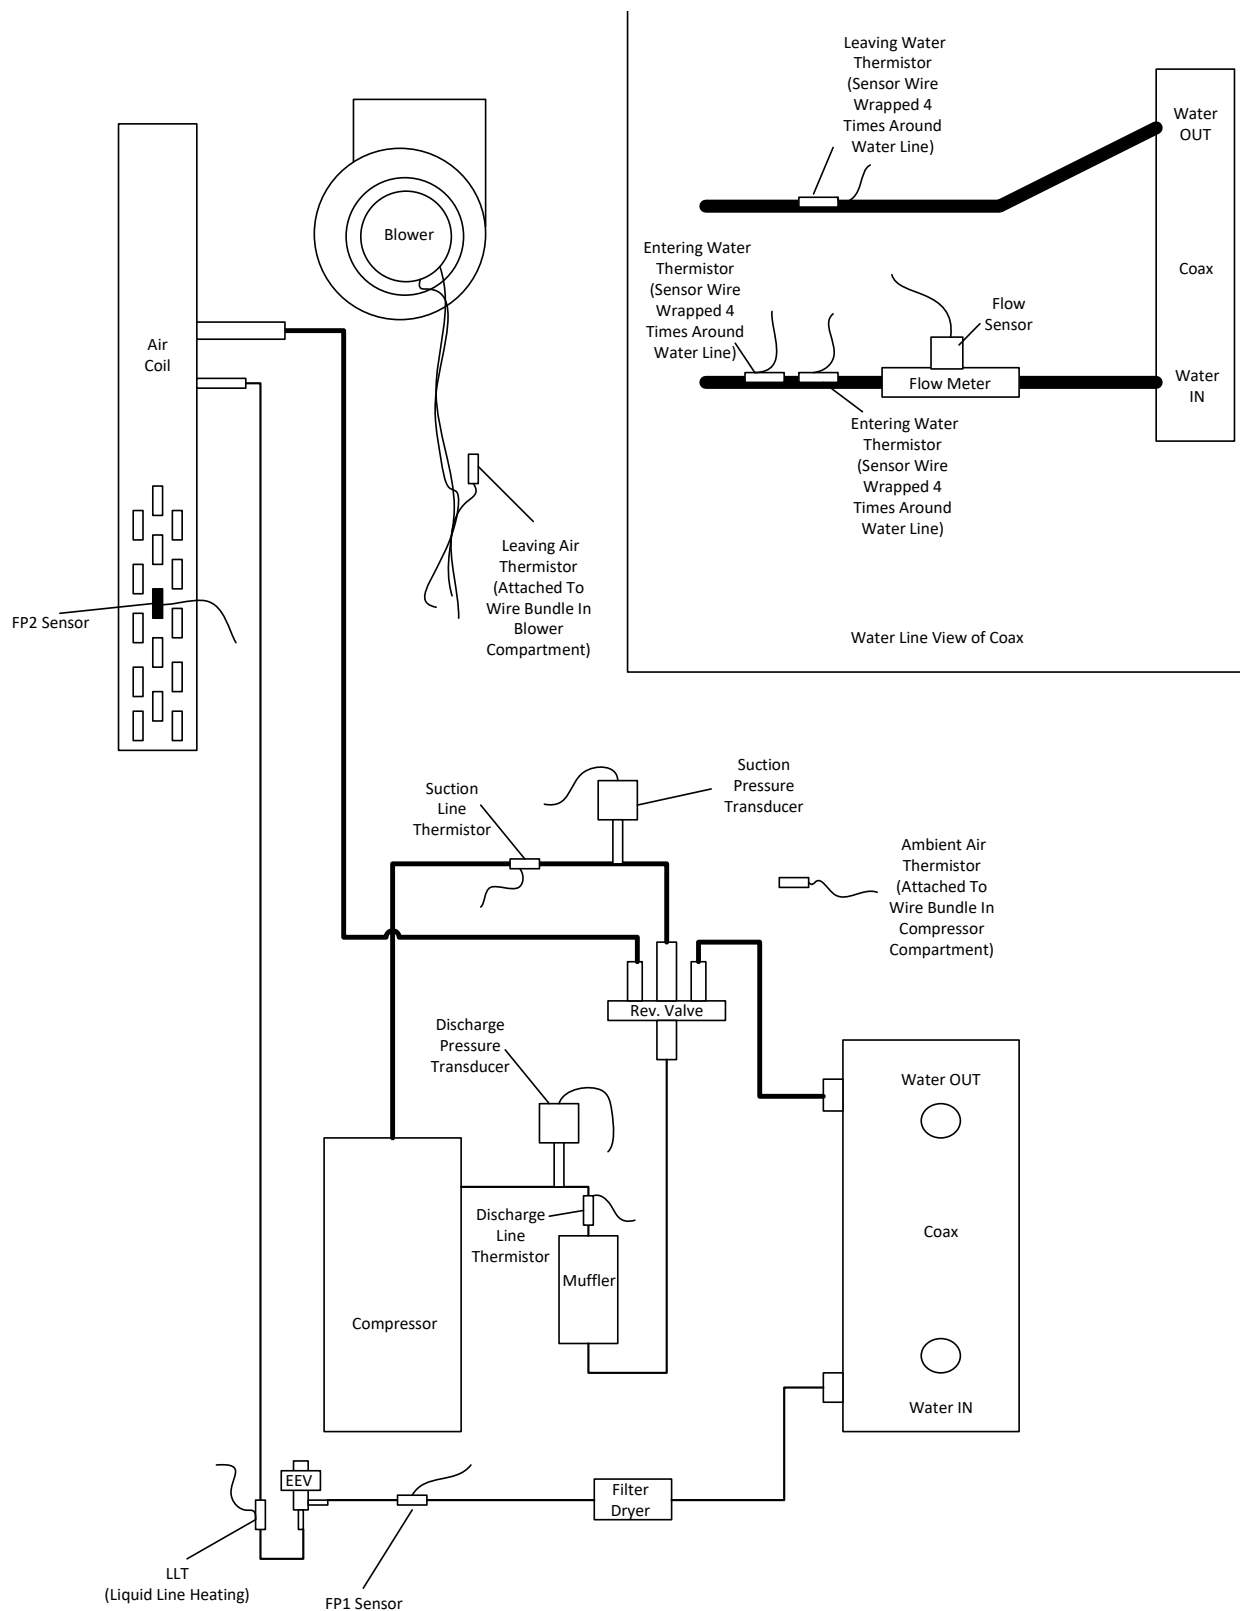 Leaving Water
Thermistor
(Sensor Wire
Wrapped 4
Times Around
Water Line)
Water
OUT
Blower
Entering Water
Thermistor
(Sensor Wire
Wrapped 4
Times Around
Water Line)
Coax
Flow
Sensor
Air
Coil
Flow Meter
Water
IN
Entering Water
Thermistor
(Sensor Wire
Wrapped 4
Times Around
Water Line)
Leaving Air
Thermistor
(Attached To
Wire Bundle In
Blower
Compartment)
FP2 Sensor
Water Line View of Coax
Suction
Line
Thermistor
Suction
Pressure
Transducer
Ambient Air
Thermistor
(Attached To
Wire Bundle In
Compressor
Compartment)
Rev. Valve
Discharge
Pressure
Transducer
Water OUT
Discharge
Line
Thermistor
Coax
Muffler
Compressor
Water IN
EEV
Filter
Dryer
LLT
(Liquid Line Heating)
FP1 Sensor